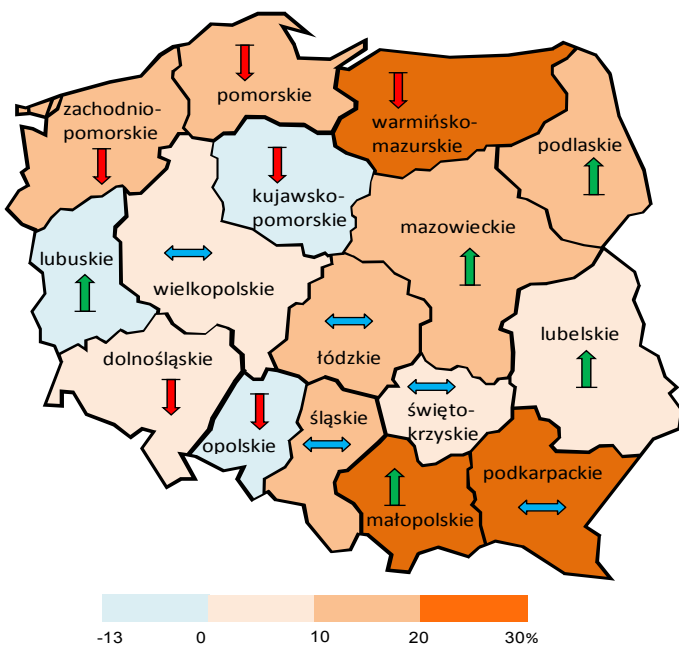 pomorskie
zachodnio-
pomorskie
warmińsko-
mazurskie
podlaskie
kujawsko-
pomorskie
mazowieckie
lubuskie
wielkopolskie
lubelskie
dolnośląskie
łódzkie
święto-
krzyskie
śląskie
opolskie
podkarpackie
małopolskie
-13 0 10 20 30%